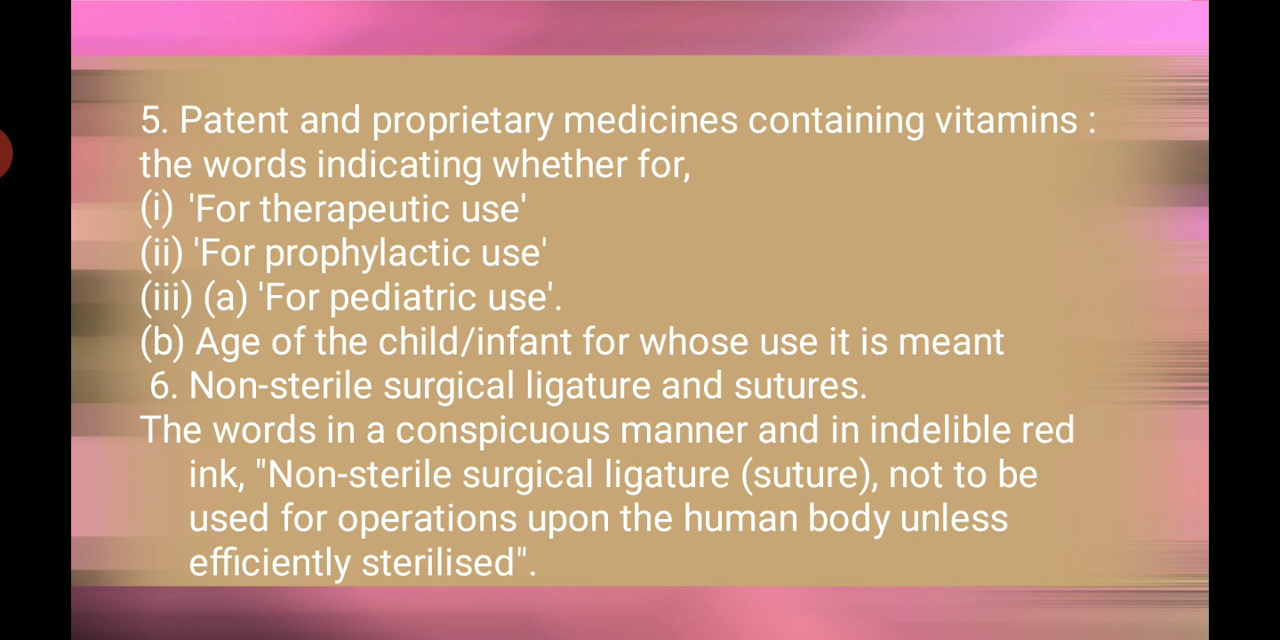 5. Patent and proprietary medicines containing vitamins :
the words indicating whether for,
(i) 'For therapeutic use'
(ii) 'For prophylactic use'
(iii) (a) 'For pediatric use'.
(b) Age of the child/infant for whose use it is meant
6. Non-sterile surgical ligature and sutures.
The words in a conspicuous manner and in indelible red
ink, "Non-sterile surgical ligature (suture), not to be
used for operations upon the human body unless
efficiently sterilised".